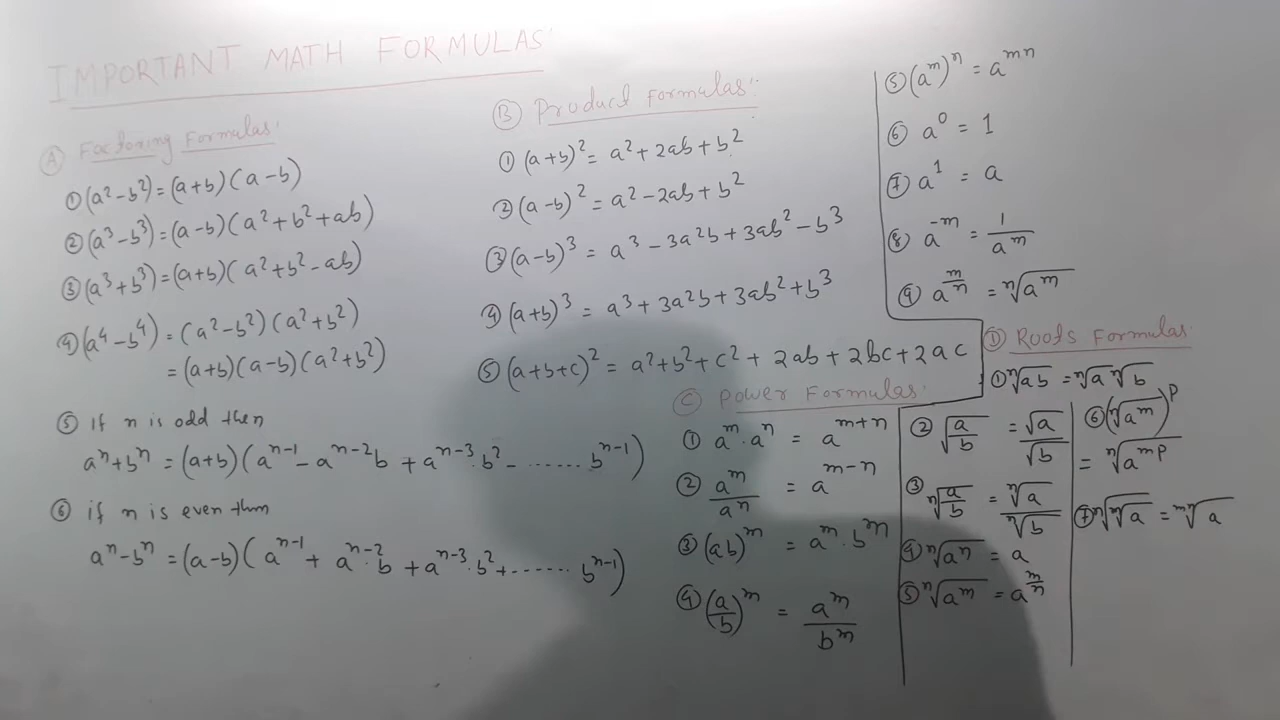 IMPORTANT MATH FORMULAS:
Ⓐ Factoring Formulas:
① (a²-b²) = (a+b)(a-b)
② (a³-b³) = (a-b)(a²+b²+ab)
③ (a³+b³) = (a+b)(a²+b²-ab)
④ (a⁴-b⁴) = (a²-b²)(a²+b²)
= (a+b)(a-b)(a²+b²)
⑤ if n is odd then
aⁿ+bⁿ = (a+b)(aⁿ⁻¹ - aⁿ⁻²b + aⁿ⁻³·b² - ...... bⁿ⁻¹)
⑥ if n is even then
aⁿ-bⁿ = (a-b)(aⁿ⁻¹ + aⁿ⁻²·b + aⁿ⁻³·b² + ...... bⁿ⁻¹)
Ⓑ Product Formulas:
① (a+b)² = a²+2ab+b²
② (a-b)² = a²-2ab+b²
③ (a-b)³ = a³-3a²b+3ab²-b³
④ (a+b)³ = a³+3a²b+3ab²+b³
⑤ (a+b+c)² = a²+b²+c²+2ab+2bc+2ac
Ⓒ Power Formulas:
① aᵐ·aⁿ = aᵐ⁺ⁿ
② aᵐ/aⁿ = aᵐ⁻ⁿ
③ (ab)ᵐ = aᵐ·bᵐ
④ (a/b)ᵐ = aᵐ/bᵐ
⑤ (aᵐ)ⁿ = aᵐⁿ
⑥ a⁰ = 1
⑦ a¹ = a
⑧ a⁻ᵐ = 1/aᵐ
⑨ a^(m/n) = ⁿ√aᵐ
Ⓓ Roots Formulas:
① ⁿ√ab = ⁿ√a ⁿ√b
② √(a/b) = √a/√b
③ ⁿ√(a/b) = ⁿ√a/ⁿ√b
④ ⁿ√aⁿ = a
⑤ ⁿ√aᵐ = a^(m/n)
⑥ (ⁿ√aᵐ)ᵖ
= ⁿ√aᵐᵖ
⑦ ⁿ√ᵐ√a = ᵐⁿ√a